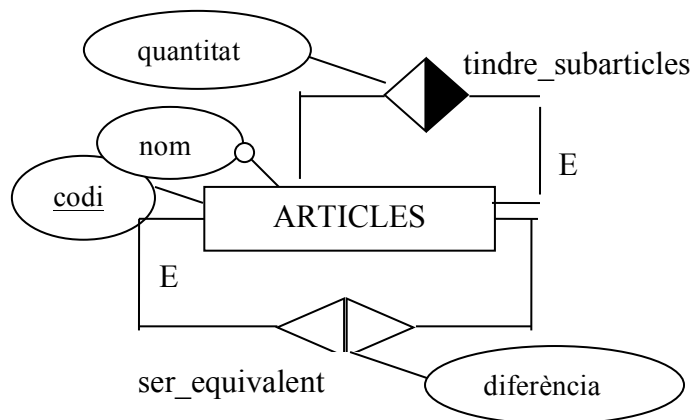 quantitat
tindre_subarticles
nom
E
codi
ARTICLES
E
ser_equivalent
diferència